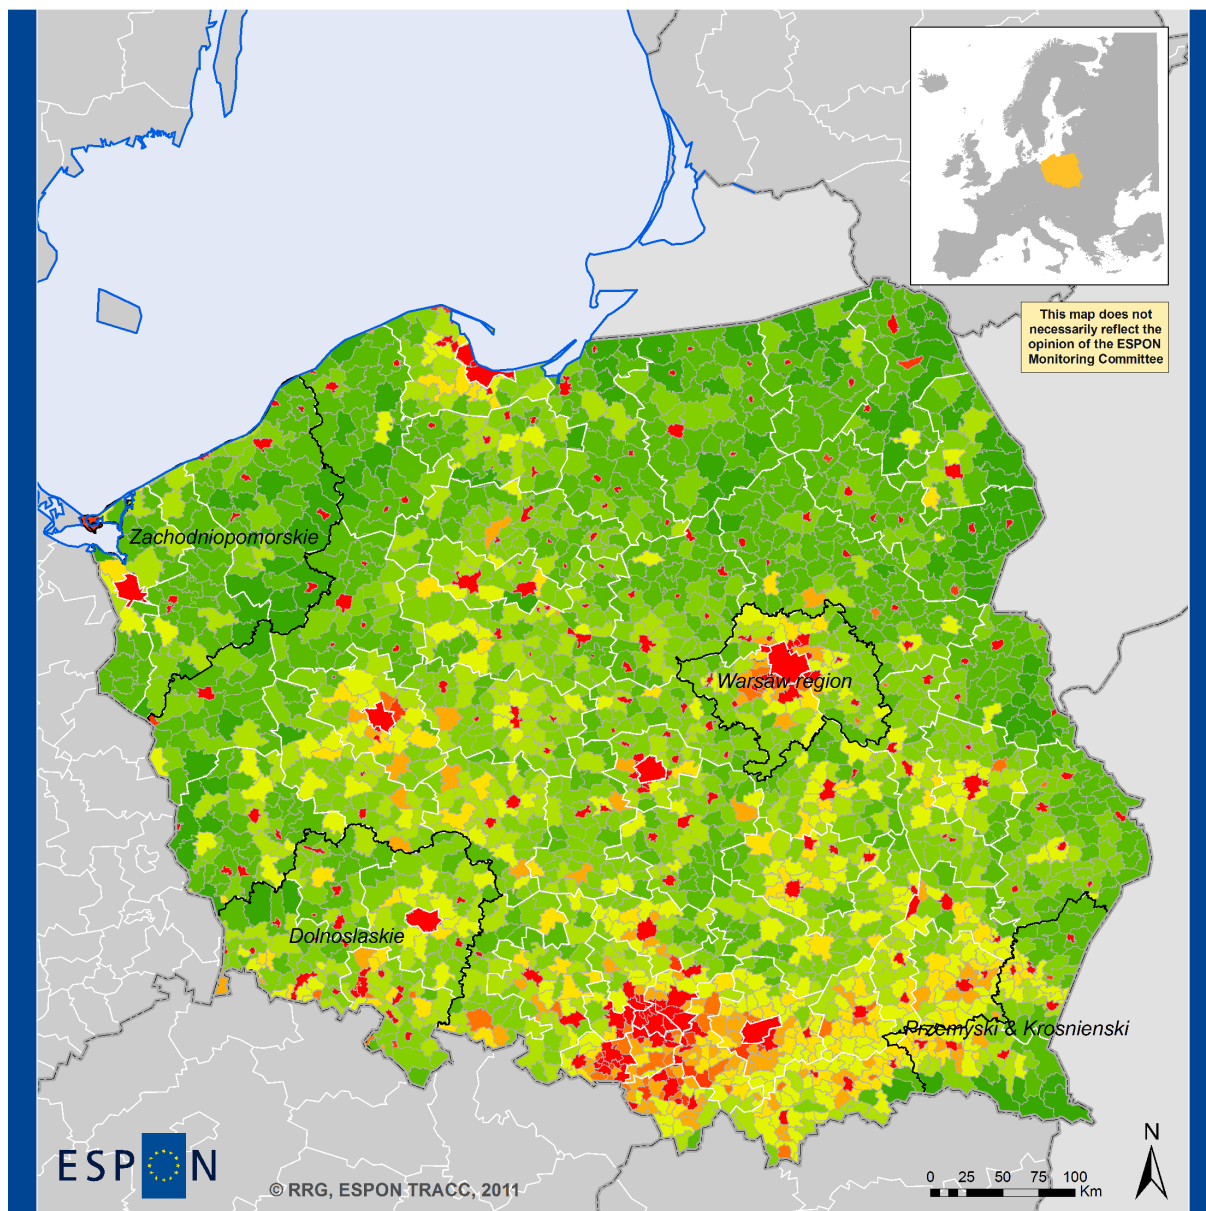 This map does not
necessarily reflect the
opinion of the ESPON
Monitoring Committee
Zachodniopomorskie
Warsaw region
Dolnoslaskie
Przemyski & Krosnienski
N
ESPON
© RRG, ESPON TRACC, 2011
0 25 50 75 100
Km